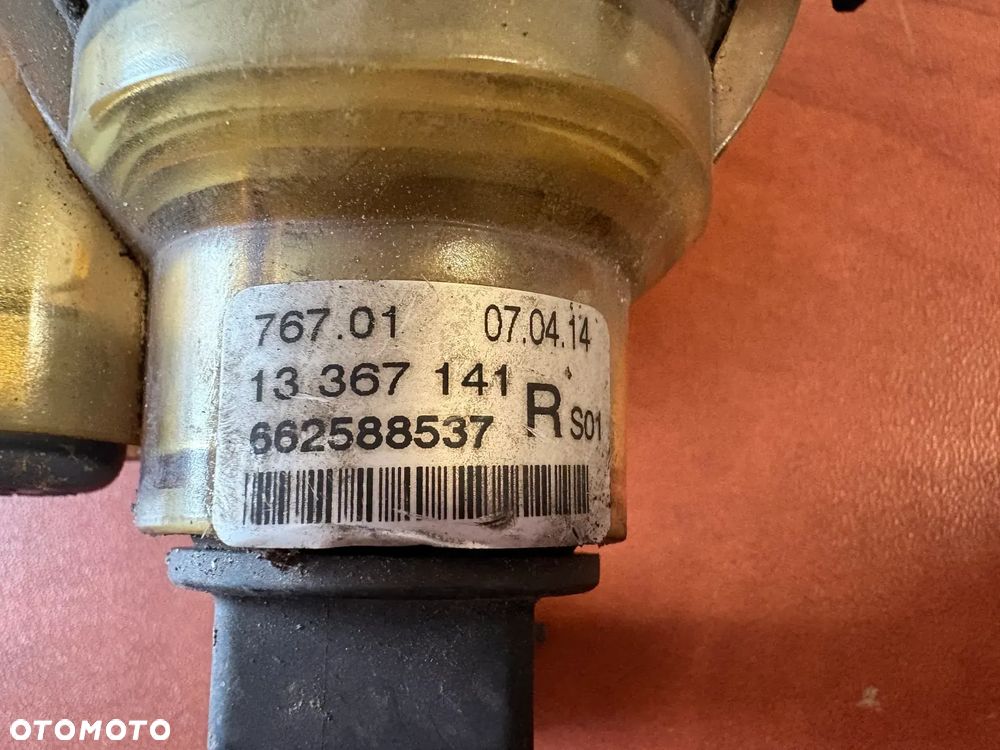 767.01 07.04.14
13 367 141
662588537 R S01
OTOMOTO